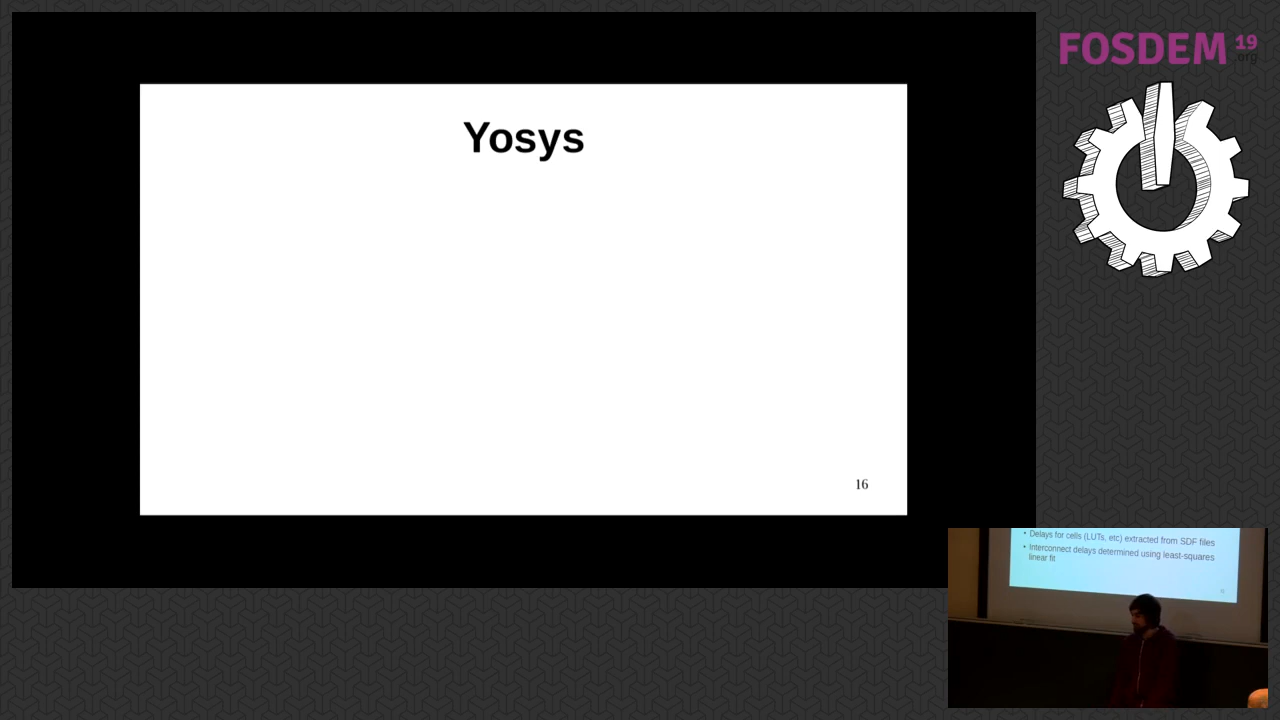 FOSDEM 19
.org
Yosys
16
• Delays for cells (LUTs, etc) extracted from SDF files
• Interconnect delays determined using least-squares
linear fit